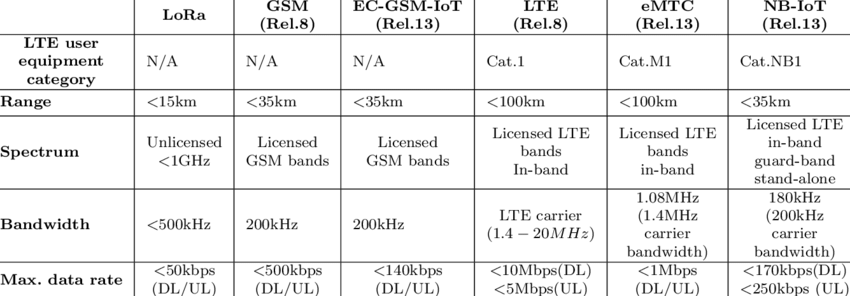 LoRa
GSM
(Rel.8)
EC-GSM-IoT
(Rel.13)
LTE
(Rel.8)
eMTC
(Rel.13)
NB-IoT
(Rel.13)
LTE user
equipment
category
N/A
N/A
N/A
Cat.1
Cat.M1
Cat.NB1
Range
<15km
<35km
<35km
<100km
<100km
<35km
Spectrum
Unlicensed
<1GHz
Licensed
GSM bands
Licensed
GSM bands
Licensed LTE
bands
In-band
Licensed LTE
bands
in-band
Licensed LTE
in-band
guard-band
stand-alone
Bandwidth
<500kHz
200kHz
200kHz
LTE carrier
(1.4 − 20MHz)
1.08MHz
(1.4MHz
carrier
bandwidth)
180kHz
(200kHz
carrier
bandwidth)
Max. data rate
<50kbps
(DL/UL)
<500kbps
(DL/UL)
<140kbps
(DL/UL)
<10Mbps(DL)
<5Mbps(UL)
<1Mbps
(DL/UL)
<170kbps(DL)
<250kbps (UL)